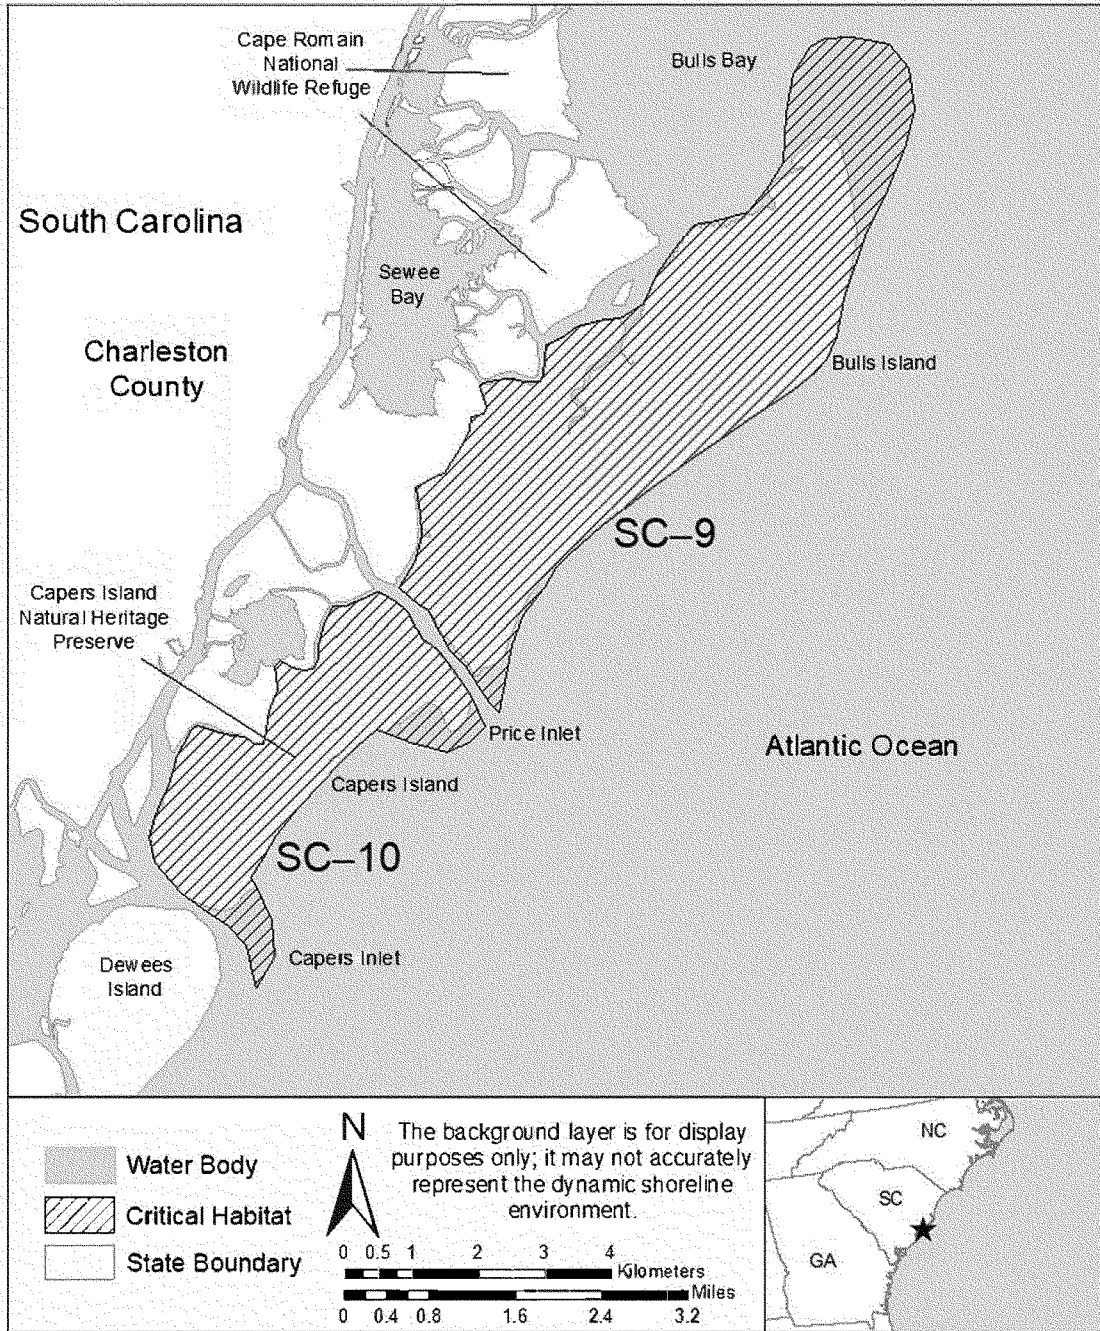 Cape Romain
National
Wildlife Refuge
Bulls Bay
South Carolina
Sewee
Bay
Charleston
County
Bulls Island
SC–9
Capers Island
Natural Heritage
Preserve
Price Inlet
Atlantic Ocean
Capers Island
SC–10
Capers Inlet
Dewees
Island
Water Body
Critical Habitat
State Boundary
N
The background layer is for display
purposes only; it may not accurately
represent the dynamic shoreline
environment.
0 0.5 1 2 3 4
Kilometers
Miles
0 0.4 0.8 1.6 2.4 3.2
NC
SC
GA